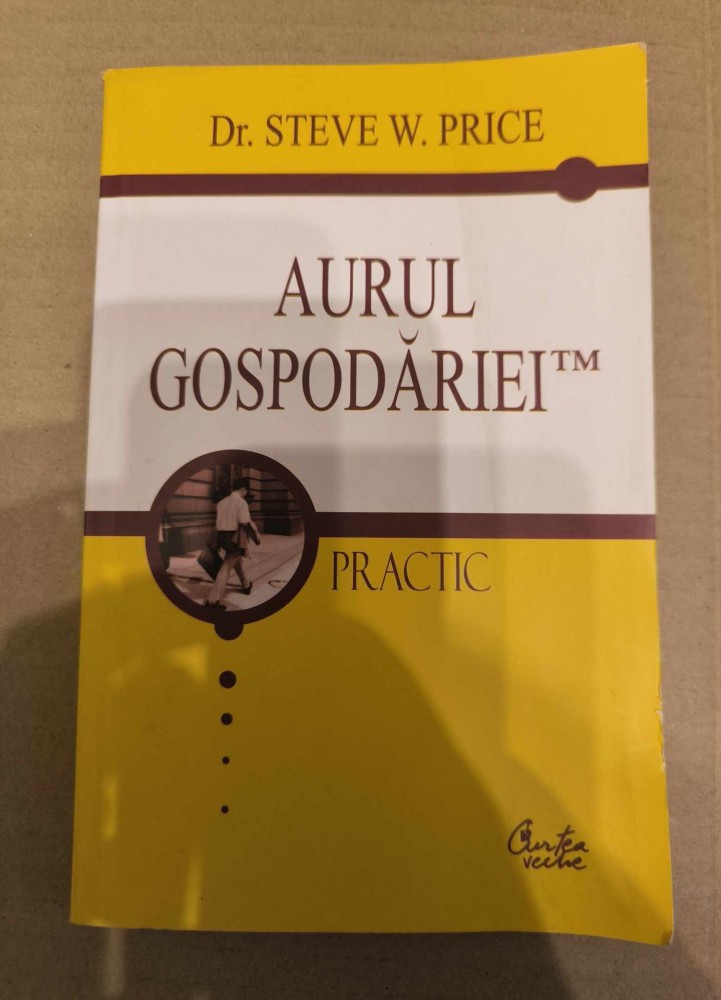 Dr. STEVE W. PRICE
AURUL
GOSPODĂRIEI™
PRACTIC
Curtea
veche